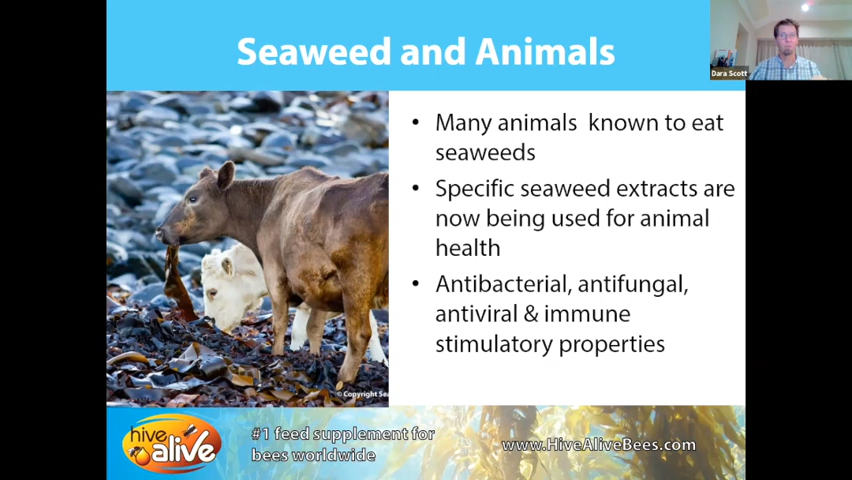 Seaweed and Animals
Dara Scott
• Many animals known to eat
seaweeds
• Specific seaweed extracts are
now being used for animal
health
• Antibacterial, antifungal,
antiviral & immune
stimulatory properties
© Copyright Sea
hive
alive
#1 feed supplement for
bees worldwide
www.HiveAliveBees.com